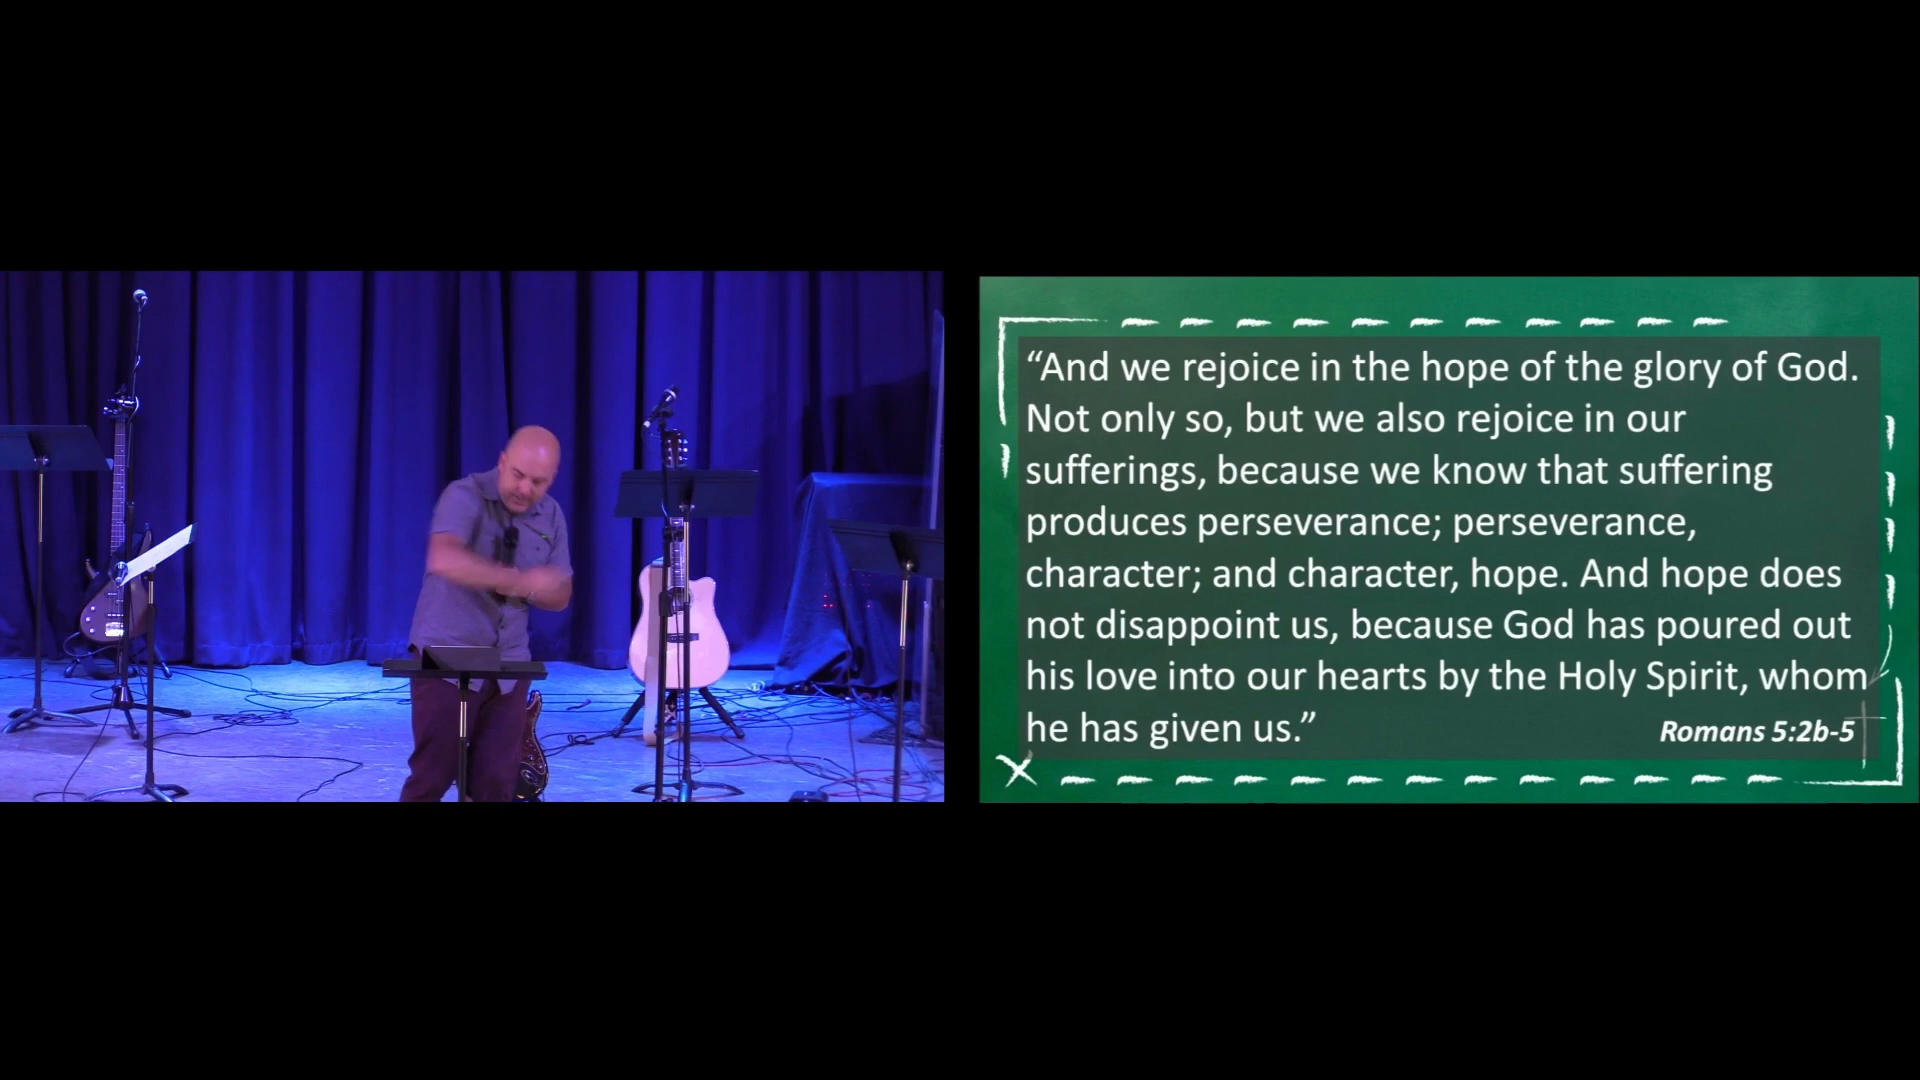 “And we rejoice in the hope of the glory of God.
Not only so, but we also rejoice in our
sufferings, because we know that suffering
produces perseverance; perseverance,
character; and character, hope. And hope does
not disappoint us, because God has poured out
his love into our hearts by the Holy Spirit, whom
he has given us.”
Romans 5:2b-5